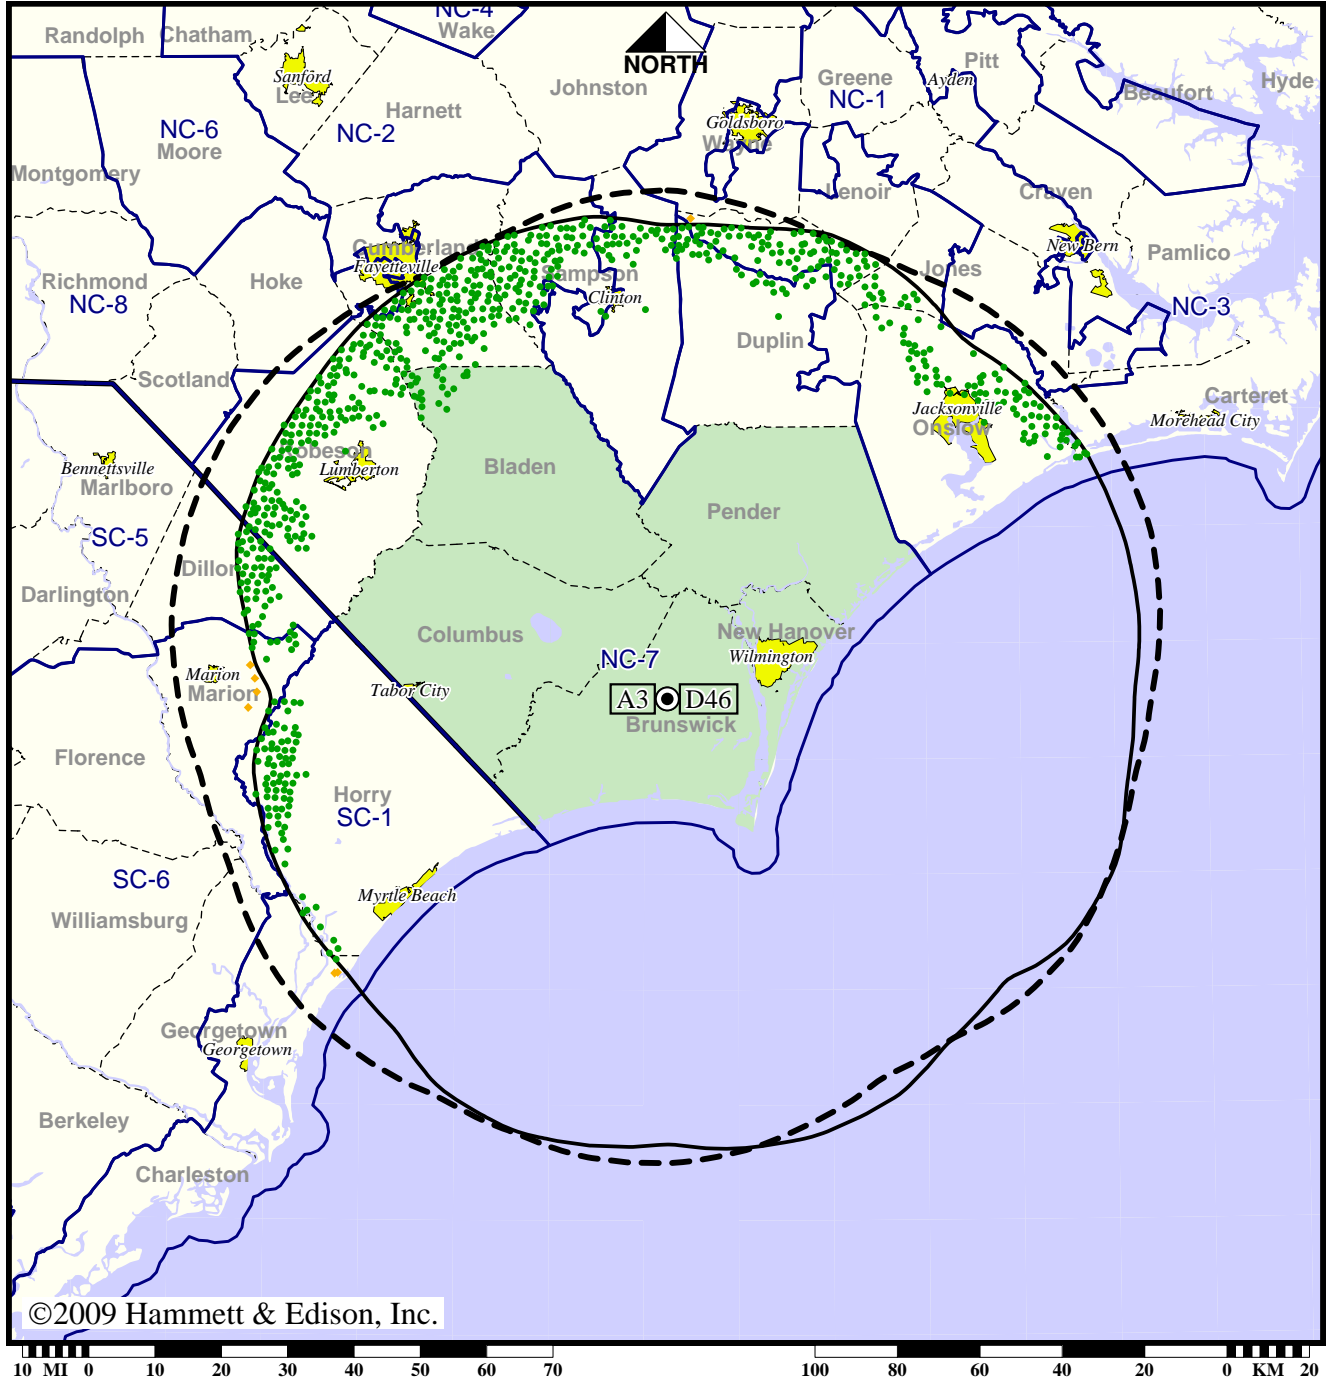 NC-4
Randolph
Chatham
Wake
NORTH
Johnston
Greene
NC-1
Pitt
Ayden
Hyde
Beaufort
Sanford
Lee
Harnett
NC-2
NC-6
Moore
Goldsboro
Wayne
Montgomery
Lenoir
Craven
New Bern
Pamlico
Cumberland
Fayetteville
Hoke
Richmond
NC-8
Sampson
Clinton
Jones
NC-3
Duplin
Scotland
Carteret
Morehead City
Jacksonville
Onslow
Lumberton
Bladen
Bennettsville
Marlboro
SC-5
Pender
Dillon
Darlington
Columbus
New Hanover
Wilmington
NC-7
Marion
Marion
Tabor City
A3
D46
Brunswick
Florence
Horry
SC-1
SC-6
Williamsburg
Myrtle Beach
Georgetown
Georgetown
Berkeley
Charleston
©2009 Hammett & Edison, Inc.
10 MI 0 10 20 30 40 50 60 70
100 80 60 40 20 0 KM 20